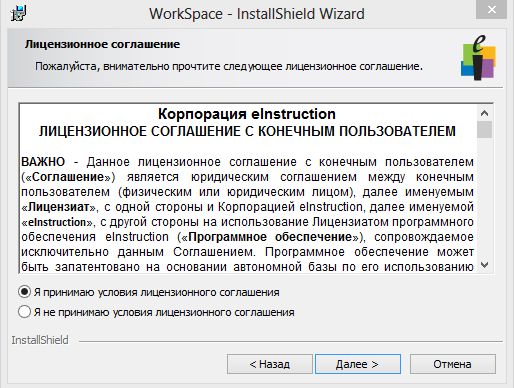 WorkSpace - InstallShield Wizard
Лицензионное соглашение
Пожалуйста, внимательно прочтите следующее лицензионное соглашение.
Корпорация eInstruction
ЛИЦЕНЗИОННОЕ СОГЛАШЕНИЕ С КОНЕЧНЫМ ПОЛЬЗОВАТЕЛЕМ
ВАЖНО - Данное лицензионное соглашение с конечным пользователем
(«Соглашение») является юридическим соглашением между конечным
пользователем (физическим или юридическим лицом), далее именуемым
«Лицензиат», с одной стороны и Корпорацией eInstruction, далее именуемой
«eInstruction», с другой стороны на использование Лицензиатом программного
обеспечения eInstruction («Программное обеспечение»), сопровождаемое
исключительно данным Соглашением. Программное обеспечение может
быть запатентовано на основании автономной базы по его использованию
Я принимаю условия лицензионного соглашения
Я не принимаю условия лицензионного соглашения
InstallShield
< Назад
Далее >
Отмена